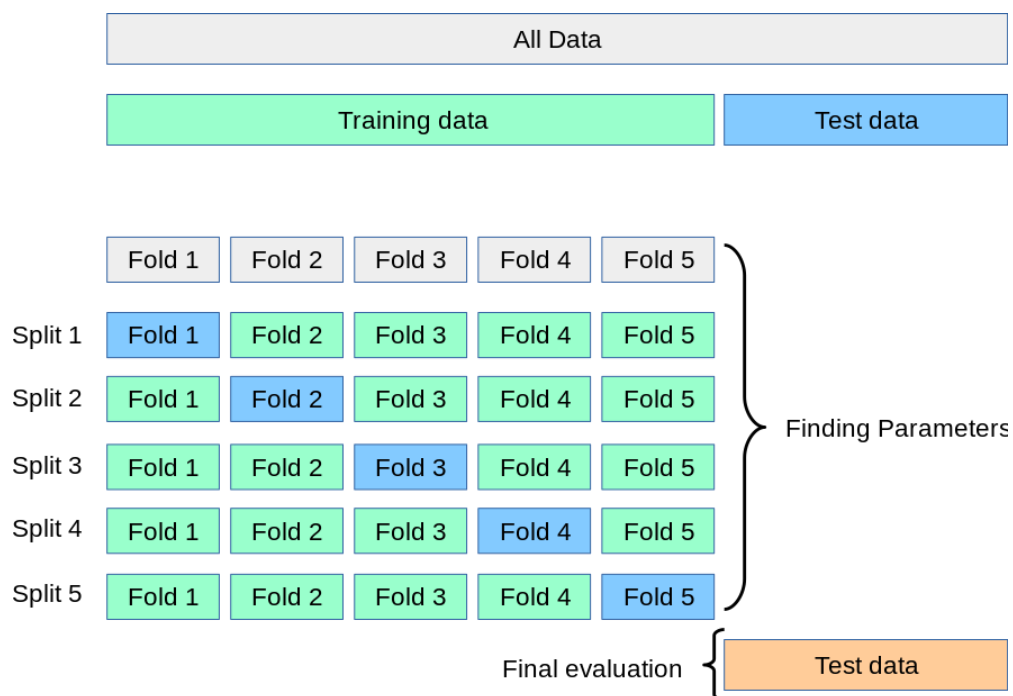 All Data
Training data Test data
Fold 1 Fold 2 Fold 3 Fold 4 Fold 5
Split 1 Fold 1 Fold 2 Fold 3 Fold 4 Fold 5
Split 2 Fold 1 Fold 2 Fold 3 Fold 4 Fold 5
Finding Parameters
Split 3 Fold 1 Fold 2 Fold 3 Fold 4 Fold 5
Split 4 Fold 1 Fold 2 Fold 3 Fold 4 Fold 5
Split 5 Fold 1 Fold 2 Fold 3 Fold 4 Fold 5
Final evaluation Test data